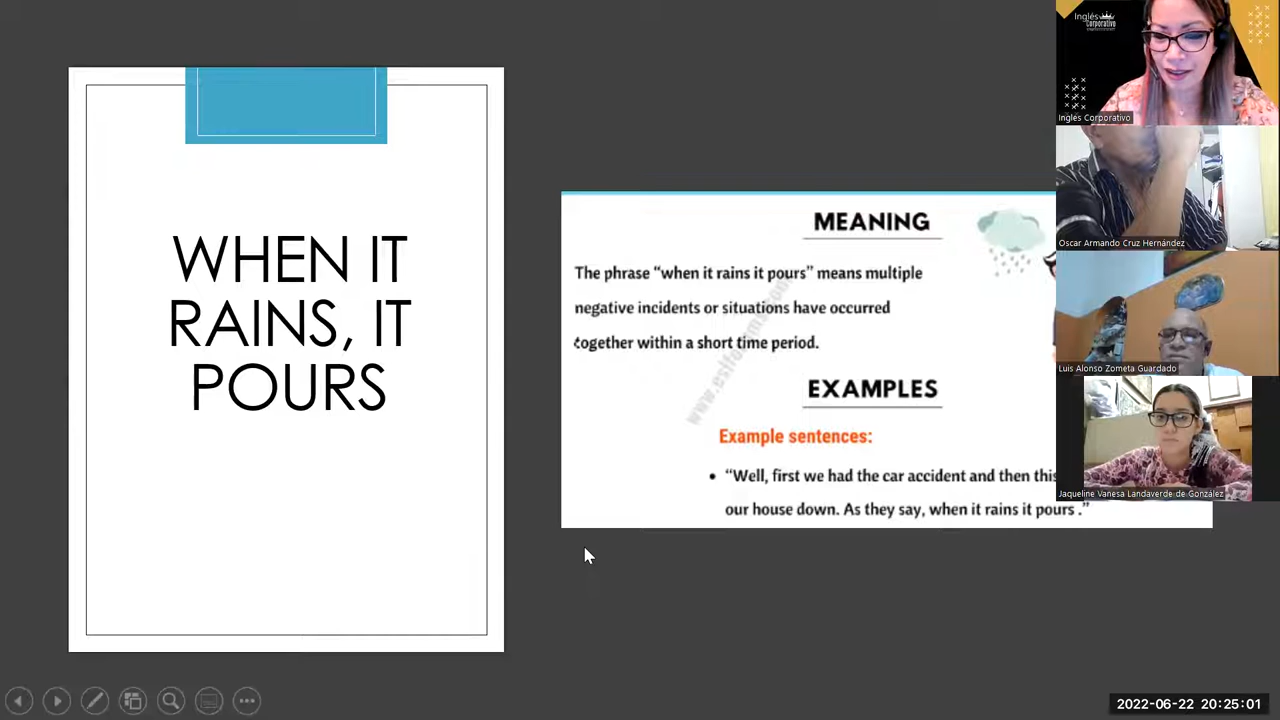 WHEN IT
RAINS, IT
POURS
MEANING
The phrase “when it rains it pours” means multiple
negative incidents or situations have occurred
together within a short time period.
EXAMPLES
Example sentences:
• “Well, first we had the car accident and then this
our house down. As they say, when it rains it pours .”
Inglés
Corporativo
Inglés Corporativo
Oscar Armando Cruz Hernández
Luis Alonso Zometa Guardado
Jaqueline Vanesa Landaverde de González
2022-06-22 20:25:01